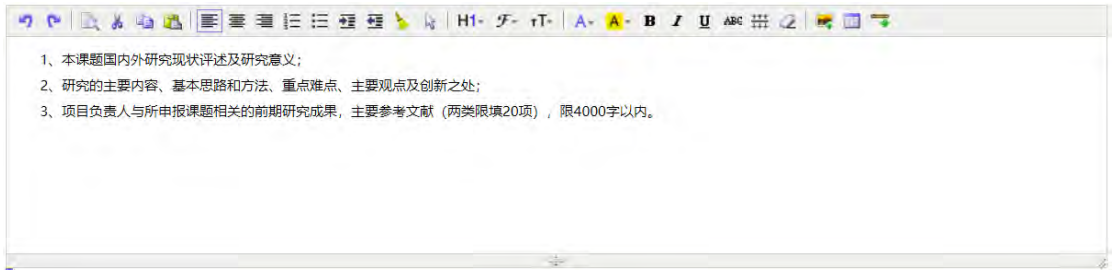 H1 F TT A A B I U ABC
1、本课题国内外研究现状评述及研究意义；
2、研究的主要内容、基本思路和方法、重点难点、主要观点及创新之处；
3、项目负责人与所申报课题相关的前期研究成果，主要参考文献（两类限填20项），限4000字以内。